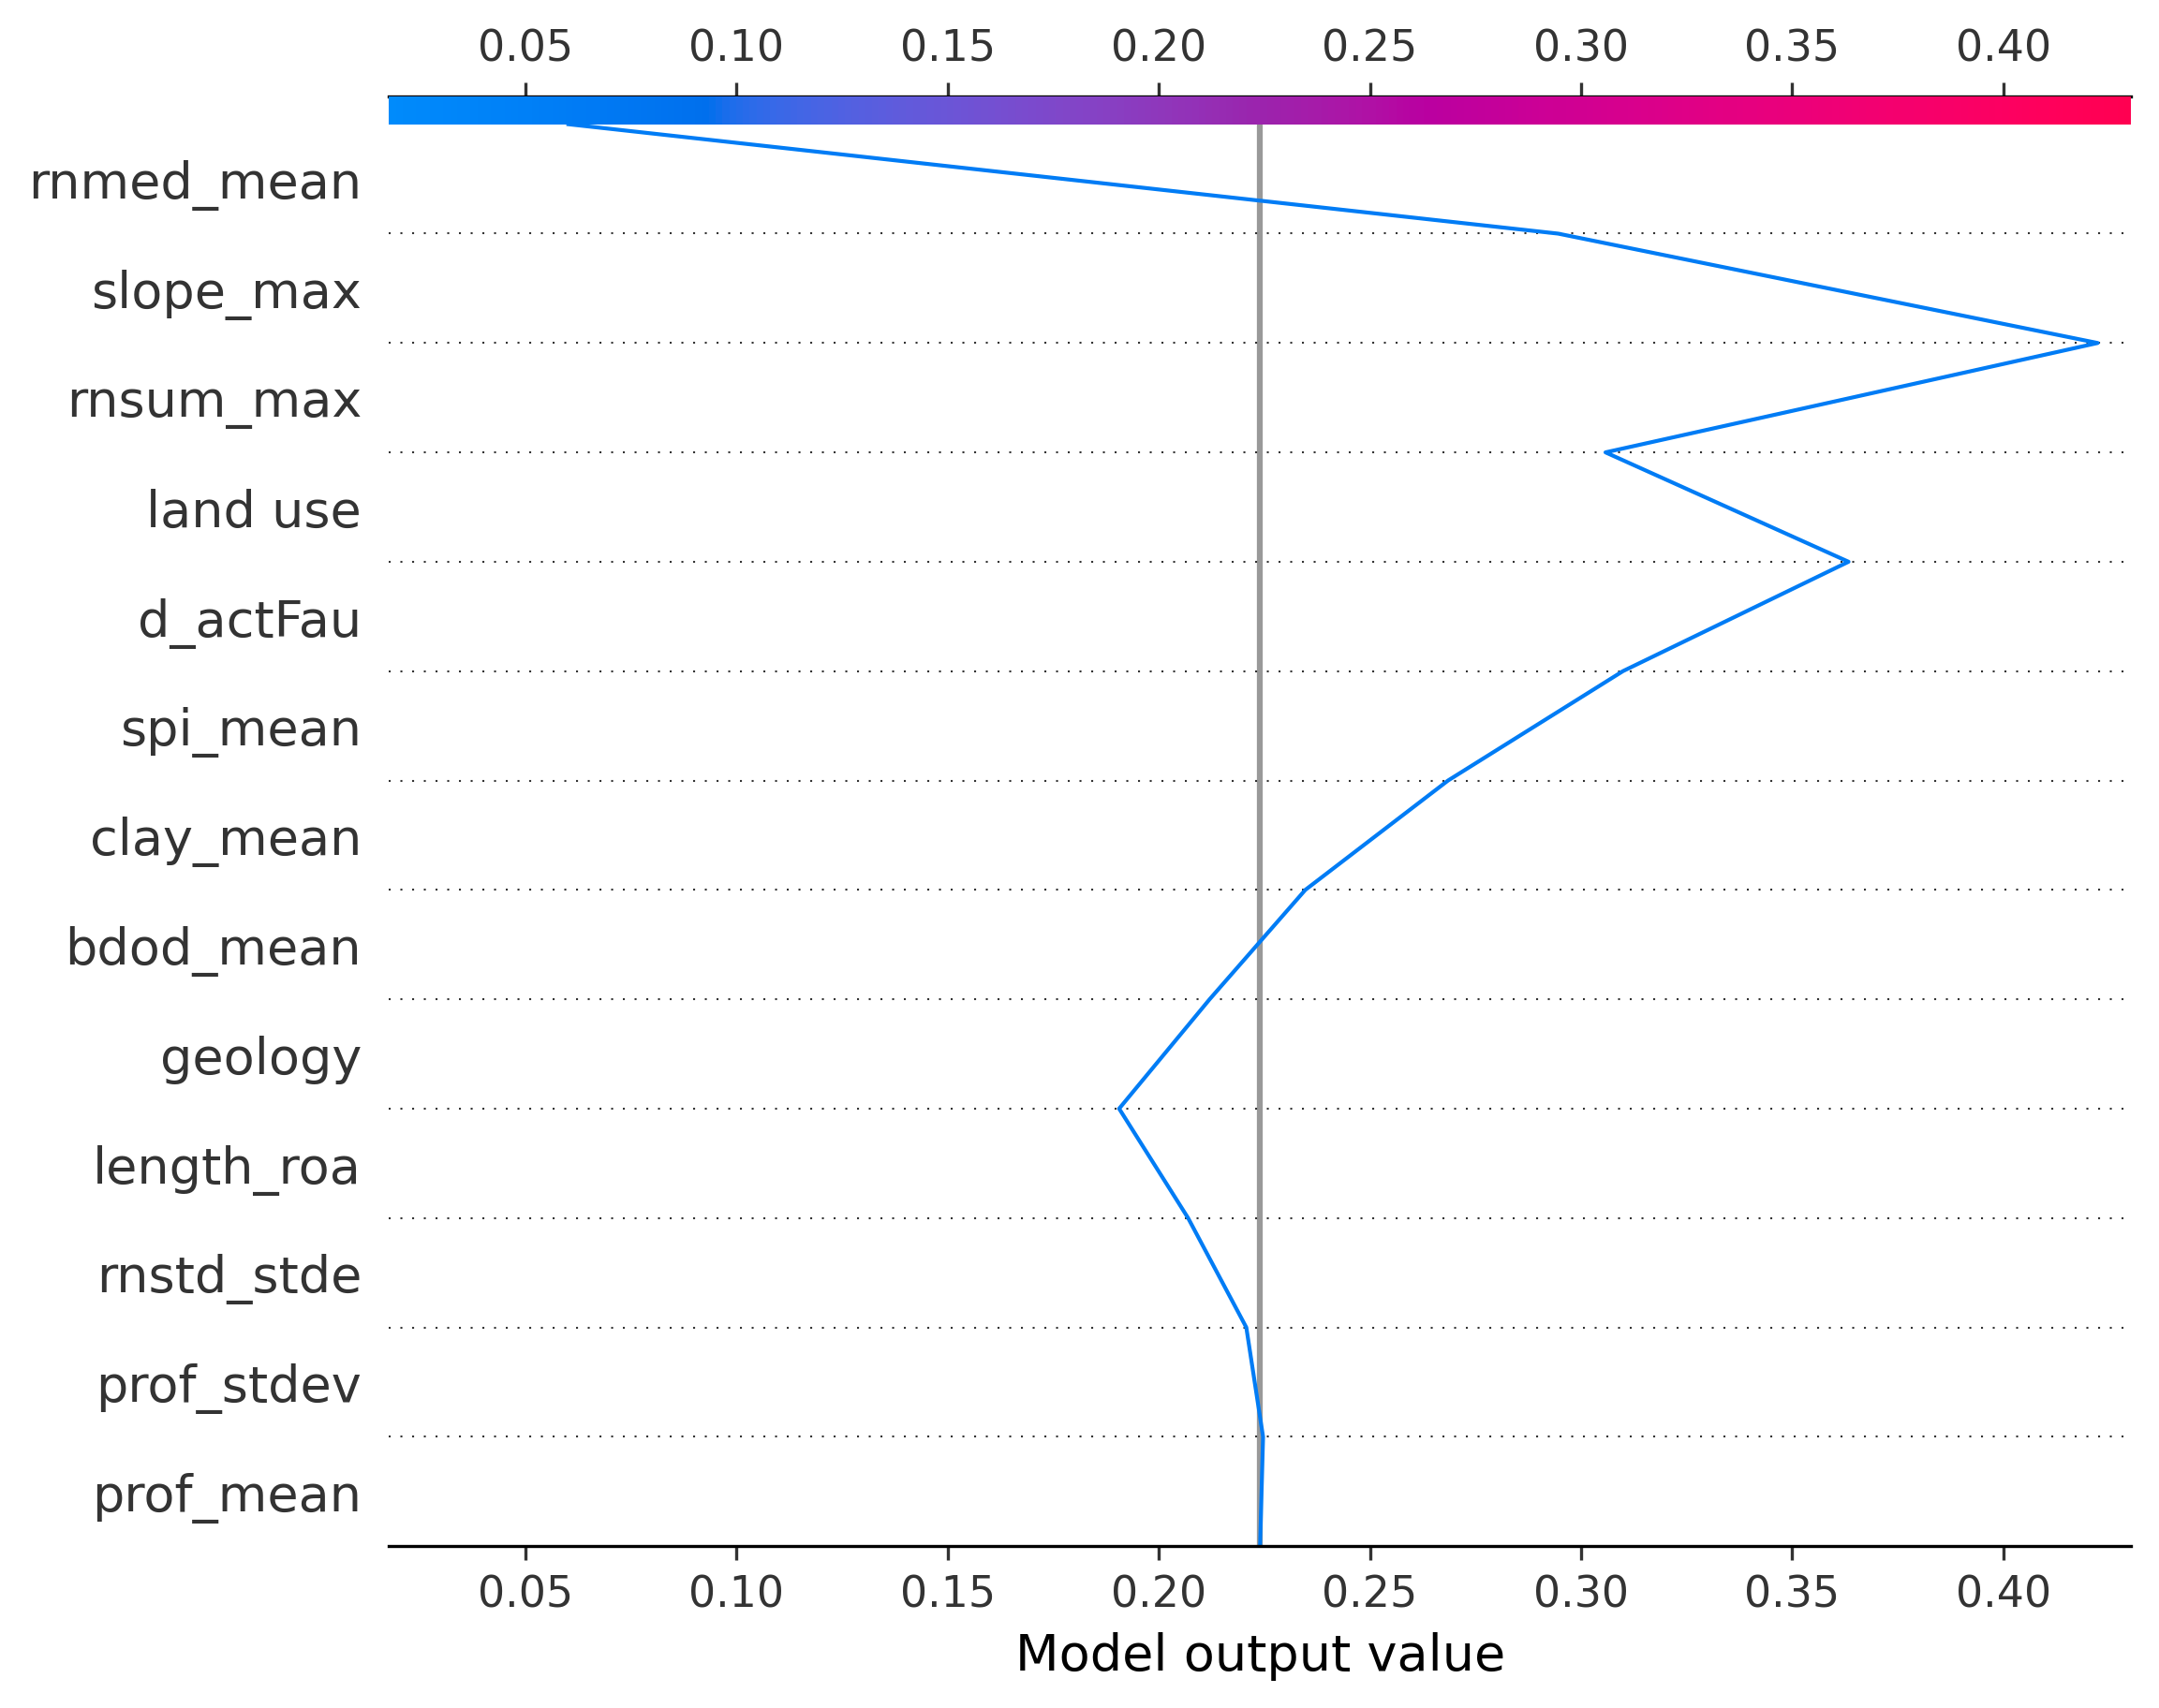 0.05 0.10 0.15 0.20 0.25 0.30 0.35 0.40
rnmed_mean
slope_max
rnsum_max
land use
d_actFau
spi_mean
clay_mean
bdod_mean
geology
length_roa
rnstd_stde
prof_stdev
prof_mean
0.05 0.10 0.15 0.20 0.25 0.30 0.35 0.40
Model output value